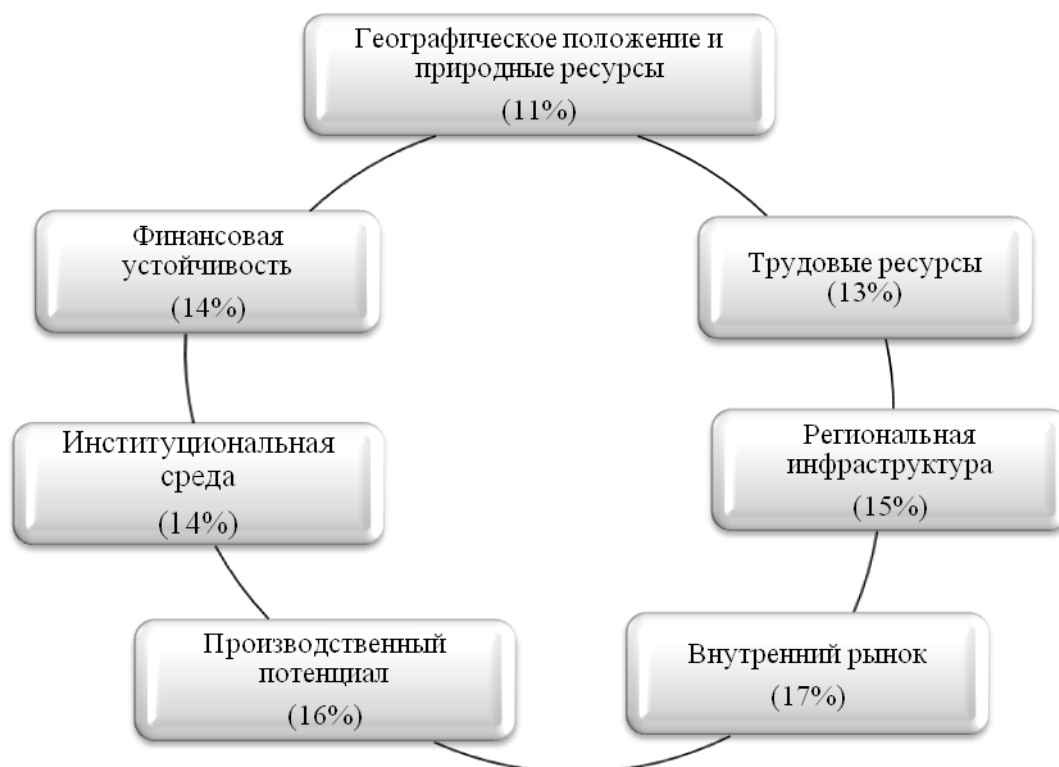 Географическое положение и
природные ресурсы
(11%)
Финансовая
устойчивость
(14%)
Трудовые ресурсы
(13%)
Институциональная
среда
(14%)
Региональная
инфраструктура
(15%)
Производственный
потенциал
(16%)
Внутренний рынок
(17%)